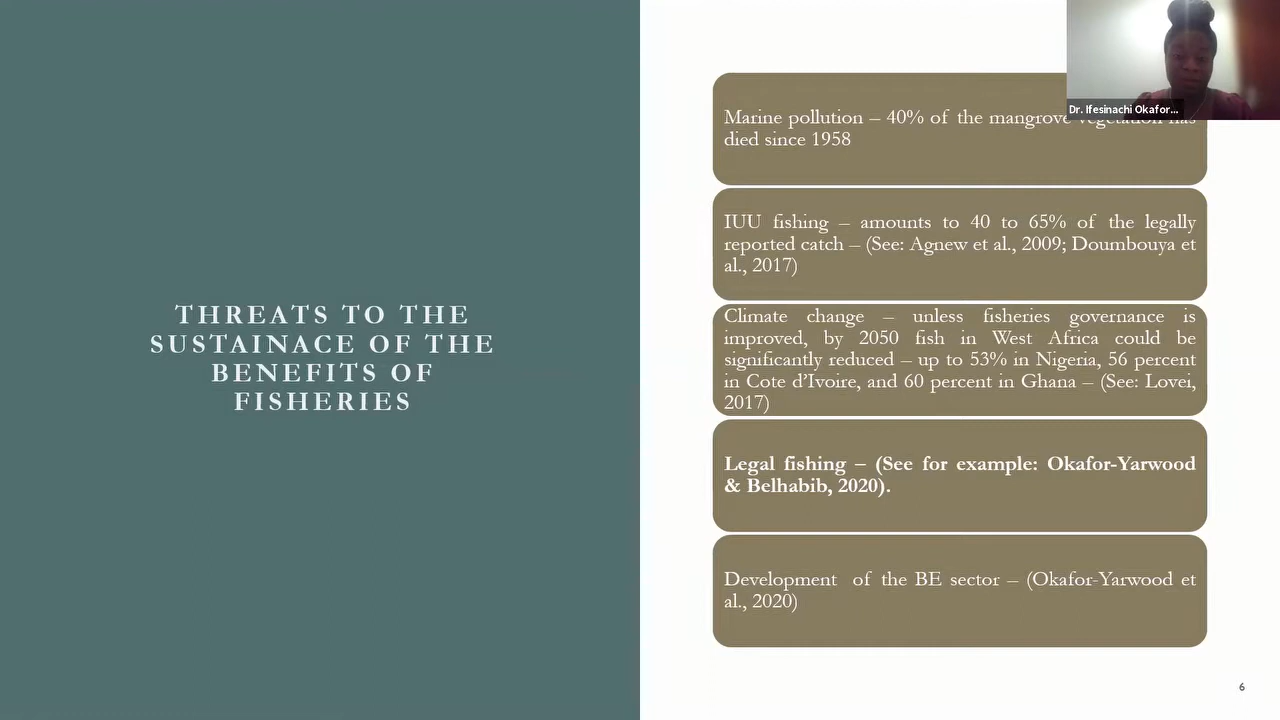 THREATS TO THE
SUSTAINACE OF THE
BENEFITS OF
FISHERIES
Dr. Ifesinachi Okafor...
Marine pollution – 40% of the mangrove vegetation has
died since 1958
IUU fishing – amounts to 40 to 65% of the legally
reported catch – (See: Agnew et al., 2009; Doumbouya et
al., 2017)
Climate change – unless fisheries governance is
improved, by 2050 fish in West Africa could be
significantly reduced – up to 53% in Nigeria, 56 percent
in Cote d'Ivoire, and 60 percent in Ghana – (See: Lovei,
2017)
Legal fishing – (See for example: Okafor-Yarwood
& Belhabib, 2020).
Development of the BE sector – (Okafor-Yarwood et
al., 2020)
6